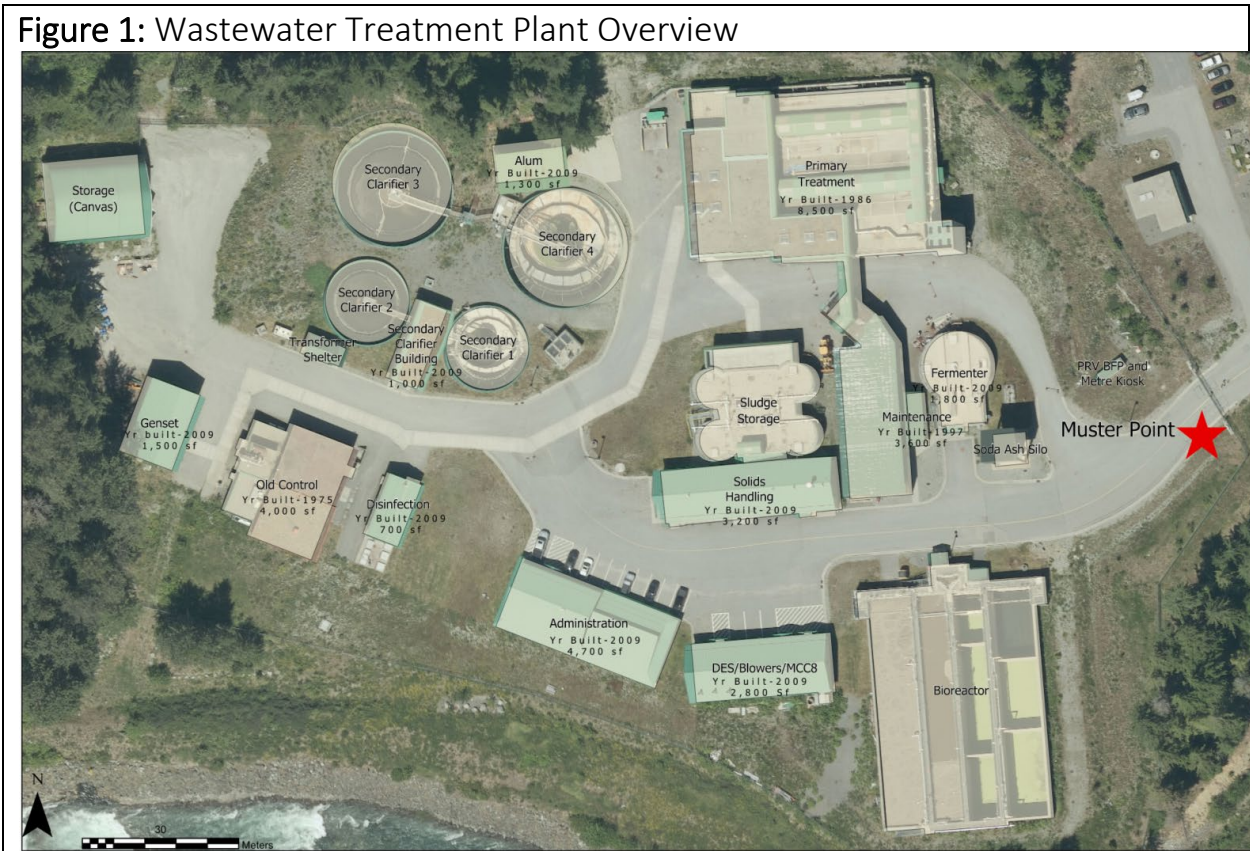 Figure 1: Wastewater Treatment Plant Overview
Storage
(Canvas)
Secondary
Clarifier 3
Alum
Yr Built-2009
1,300 sf
Secondary
Clarifier 4
Primary
Treatment
Yr Built-1986
8,500 sf
Secondary
Clarifier 2
Transformer
Shelter
Secondary
Clarifier
Building
Yr Built-2009
1,000 sf
Secondary
Clarifier 1
Genset
Yr built-2009
1,500 sf
Old Control
Yr Built-1975
4,000 sf
Disinfection
Yr Built-2009
700 sf
Sludge
Storage
Solids
Handling
Yr Built-2009
3,200 sf
Maintenance
Yr Built-1997
3,600 sf
Fermenter
Yr Built-2009
1,800 sf
Soda Ash Silo
PRV BFP and
Metre Kiosk
Muster Point
Administration
Yr Built-2009
4,700 sf
DES/Blowers/MCC8
Yr Built-2009
2,800 Sf
Bioreactor
N
30
Meters